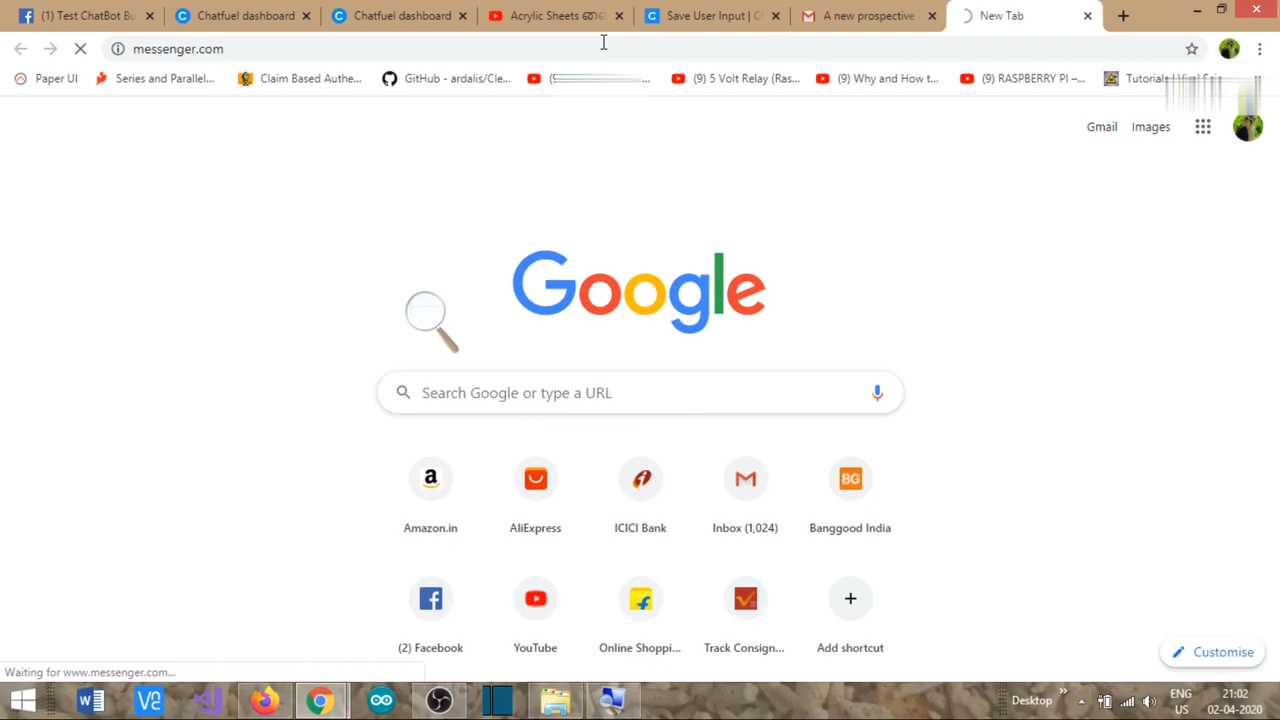 (1) Test ChatBot Bu
Chatfuel dashboard
Chatfuel dashboard
Acrylic Sheets
Save User Input | C
A new prospective
New Tab
messenger.com
Paper UI
Series and Parallel...
Claim Based Authe...
GitHub - ardalis/Cle...
(9) 5 Volt Relay (Ras...
(9) Why and How t...
(9) RASPBERRY PI –...
Gmail
Images
Google
Search Google or type a URL
Amazon.in
AliExpress
ICICI Bank
Inbox (1,024)
Banggood India
(2) Facebook
YouTube
Online Shoppi...
Track Consign...
Add shortcut
Customise
Waiting for www.messenger.com...
Desktop
ENG
US
21:02
02-04-2020